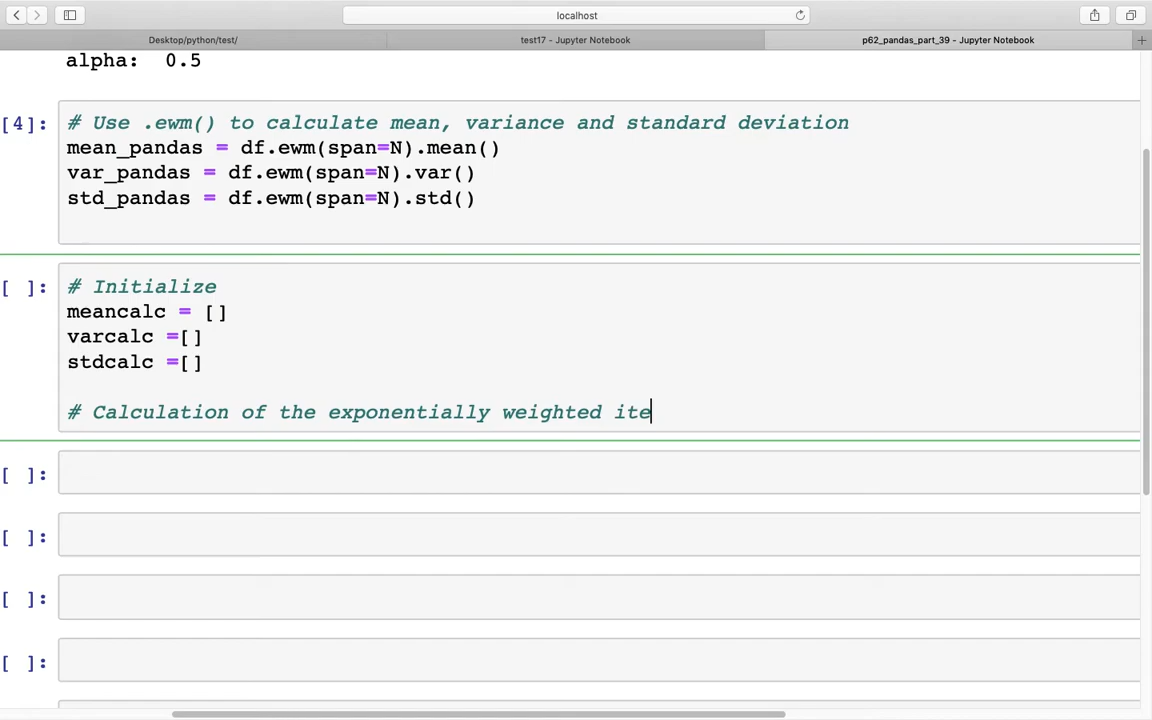 localhost
Desktop/python/test/
test17 - Jupyter Notebook
p62_pandas_part_39 - Jupyter Notebook
alpha:  0.5
[4]:
# Use .ewm() to calculate mean, variance and standard deviation
mean_pandas = df.ewm(span=N).mean()
var_pandas = df.ewm(span=N).var()
std_pandas = df.ewm(span=N).std()
[ ]:
# Initialize
meancalc = []
varcalc =[]
stdcalc =[]
# Calculation of the exponentially weighted ite
[ ]:
[ ]:
[ ]:
[ ]: